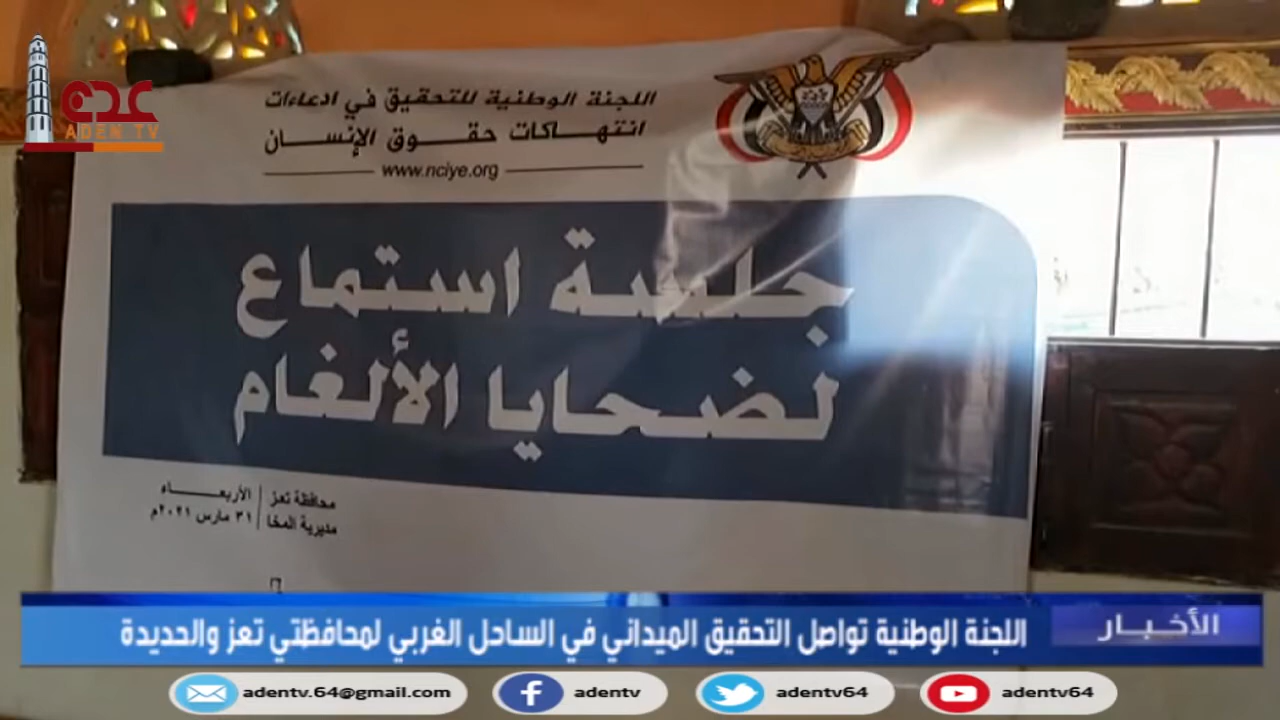 عدن
ADEN TV
اللجنة الوطنية للتحقيق في ادعاءات
انتهاكات حقوق الإنسان
www.nciye.org
جلسة استماع
لضحايا الألغام
محافظة تعز | الأربعاء
مديرية المخا | ٣١ مارس ٢٠٢١م
الأخبار
اللجنة الوطنية تواصل التحقيق الميداني في الساحل الغربي لمحافظتي تعز والحديدة
adentv.64@gmail.com
adentv
adentv64
adentv64